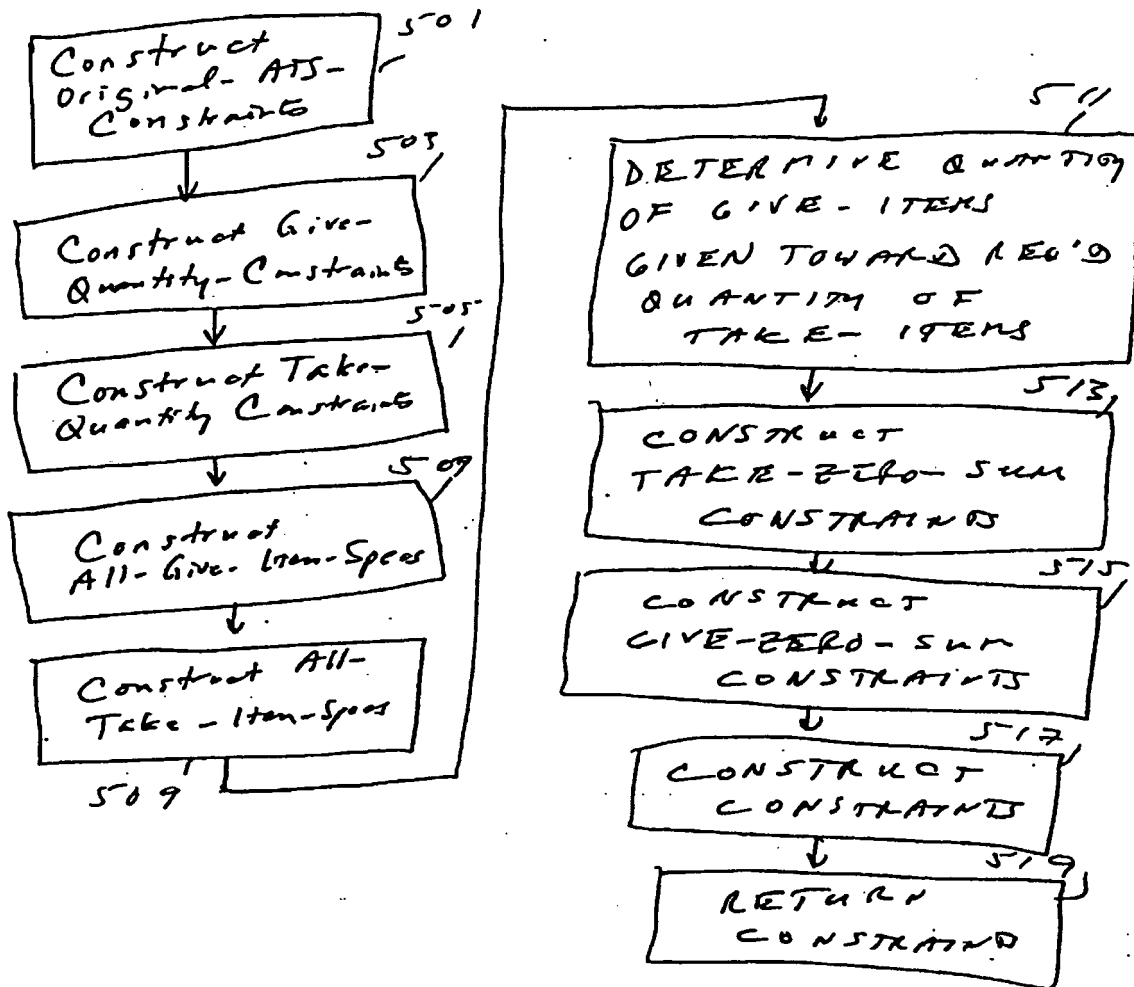 501
Construct
Original-ATS-
Constraints
503
Construct Give-
Quantity-Constraints
505
Construct Take-
Quantity Constraints
509
Construct
All-Give-Item-Specs
Construct All-
Take-Item-Specs
509
511
DETERMINE QUANTITY
OF GIVE-ITEMS
GIVEN TOWARD REQ'D
QUANTITY OF
TAKE-ITEMS
513
CONSTRUCT
TAKE-ZERO-SUM
CONSTRAINTS
515
CONSTRUCT
GIVE-ZERO-SUM
CONSTRAINTS
517
CONSTRUCT
CONSTRAINTS
519
RETURN
CONSTRAINTS